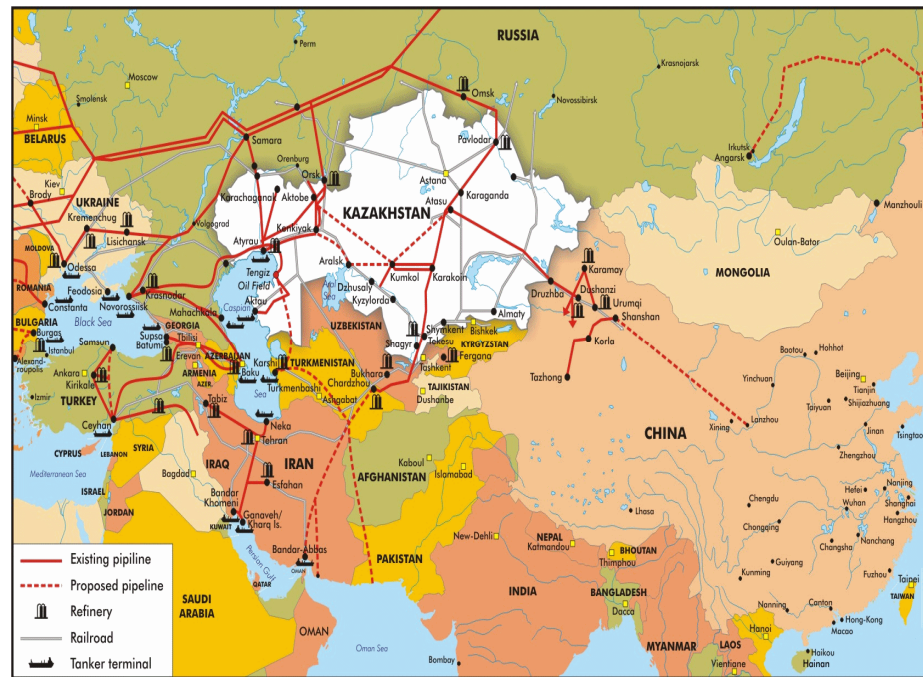 RUSSIA
Perm
Krasnojarsk
Moscow
Omsk
Novossibirsk
Smolensk
Minsk
BELARUS
Samara
Pavlodar
Irkutsk
Angarsk
Orenburg
Orsk
Kiev
Brody
UKRAINE
Karachaganak
Aktobe
Astana
Karaganda
Atasu
KAZAKHSTAN
Manzhouli
Kremenchug
Lisichansk
Volgograd
Kenkiyak
Oulan-Bator
MOLDOVA
Atyrau
Aralsk
Kumkol
Karakoin
Karamay
MONGOLIA
Odessa
Tengiz
Oil Field
Dzhusaly
Druzhba
Dushanzi
ROMANIA
Feodosia
Krasnodar
Aktau
Aral
Sea
Kyzylorda
Urumqi
Constanta
Novorossiisk
Mahachkala
Caspian
Almaty
Shanshan
Black Sea
GEORGIA
UZBEKISTAN
Shymkent
Bishkek
BULGARIA
Supsa
Tbilisi
Tekesu
KYRGYZSTAN
Burgas
Samsun
Batumi
Shagyr
Korla
Hohhot
Istanbul
Erevan
AZERBAIJAN
Karshi
TURKMENISTAN
Fergana
Baotou
Alexand-
roupolis
Ankara
ARMENIA
Baku
Bukhara
Tashkent
Tazhong
Beijing
Kirikale
AZER.
Turkmenbashi
Chardzhou
TAJIKISTAN
Yinchuan
Tianjin
Izmir
TURKEY
Tabiz
Sea
Ashgabat
Dushanbe
Taiyuan
Shijiazhuang
Ceyhan
Neka
Xining
Lanzhou
Jinan
Tehran
CHINA
Tsingtao
CYPRUS
SYRIA
Zhengzhou
LEBANON
IRAQ
IRAN
Kaboul
Mediterranean Sea
Bagdad
AFGHANISTAN
Islamabad
Esfahan
Hefei
Nanjing
ISRAEL
Bandar
Khomeni
Chengdu
Wuhan
Shanghai
JORDAN
Lhasa
Hangzhou
Ganaveh/
Kharq Is.
Chongqing
KUWAIT
New-Delhi
NEPAL
Changsha
Nanchang
Katmandou
BHOUTAN
Existing pipiline
Persian Gulf
Bandar-Abbas
PAKISTAN
Thimphou
Guiyang
Proposed pipeline
OMAN
Kunming
Fuzhou
Taipei
Refinery
SAUDI
ARABIA
QATAR
INDIA
BANGLADESH
Dacca
TAIWAN
Nanning
Canton
Railroad
OMAN
Hong-Kong
Macao
Oman Sea
Hanoi
Tanker terminal
Bombay
MYANMAR
LAOS
Haikou
Hainan
Vientiane